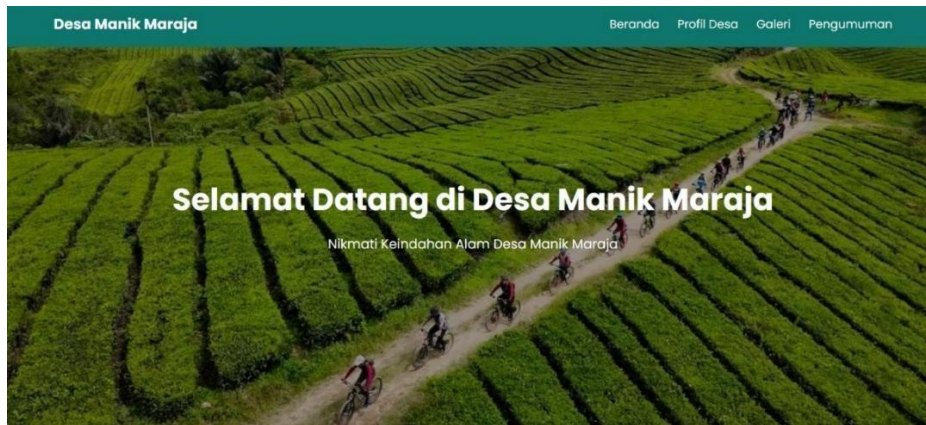 Desa Manik Maraja
Beranda Profil Desa Galeri Pengumuman
Selamat Datang di Desa Manik Maraja
Nikmati Keindahan Alam Desa Manik Maraja